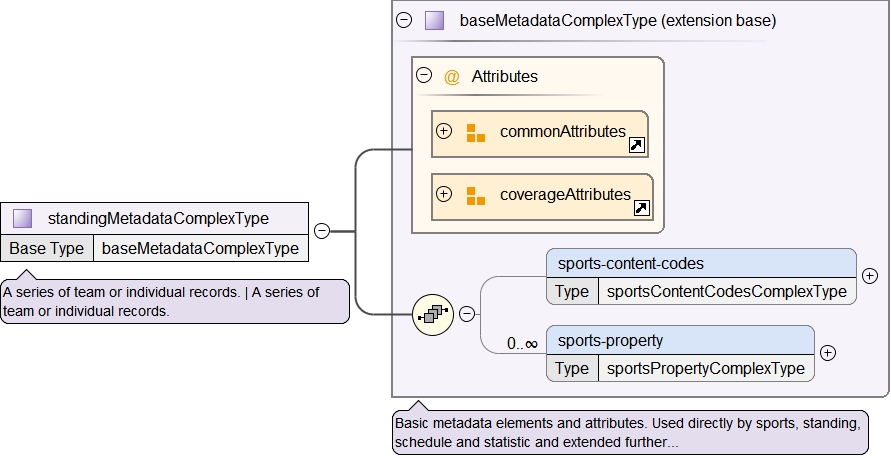 baseMetadataComplexType (extension base)
@ Attributes
commonAttributes
coverageAttributes
standingMetadataComplexType
Base Type baseMetadataComplexType
A series of team or individual records. | A series of
team or individual records.
sports-content-codes
Type sportsContentCodesComplexType
0..∞
sports-property
Type sportsPropertyComplexType
Basic metadata elements and attributes. Used directly by sports, standing,
schedule and statistic and extended further...